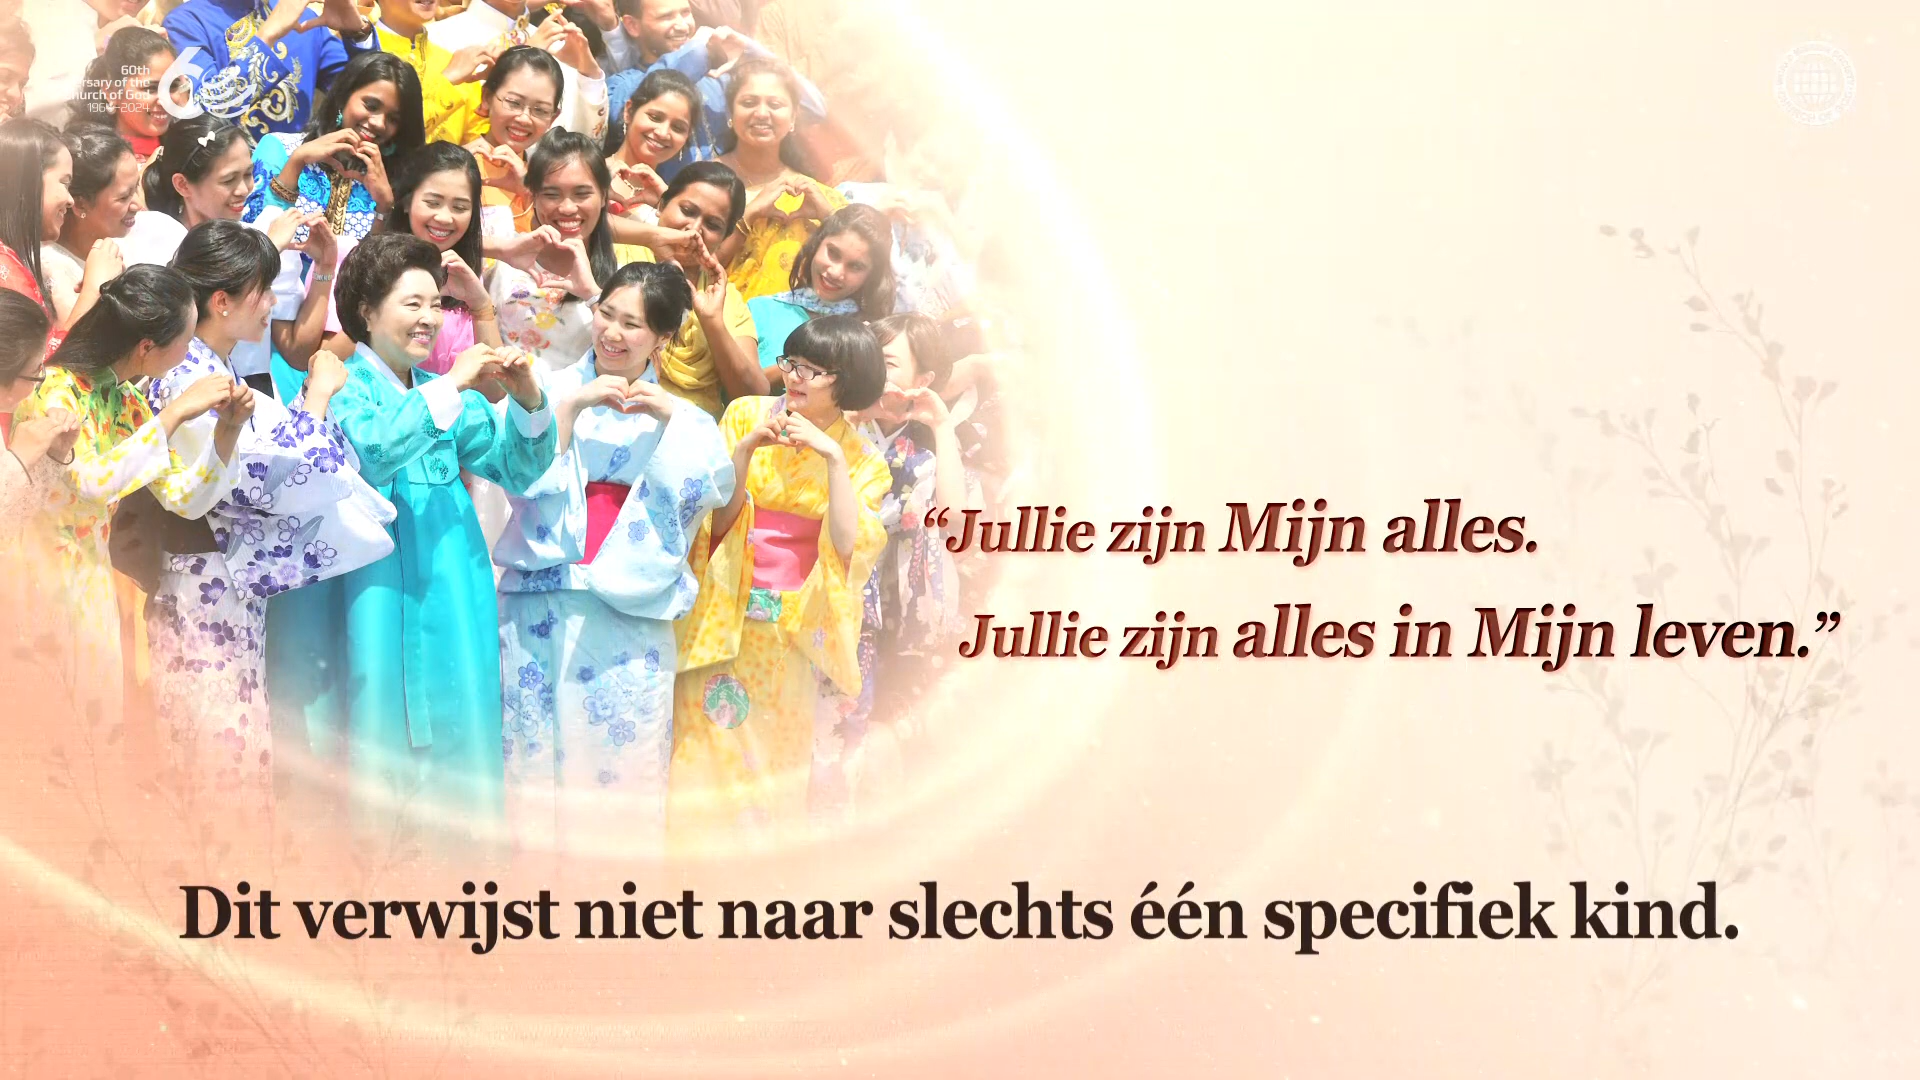 60th
ersary of the
hurch of God
1964-2024
“Jullie zijn Mijn alles.
Jullie zijn alles in Mijn leven.”
Dit verwijst niet naar slechts één specifiek kind.